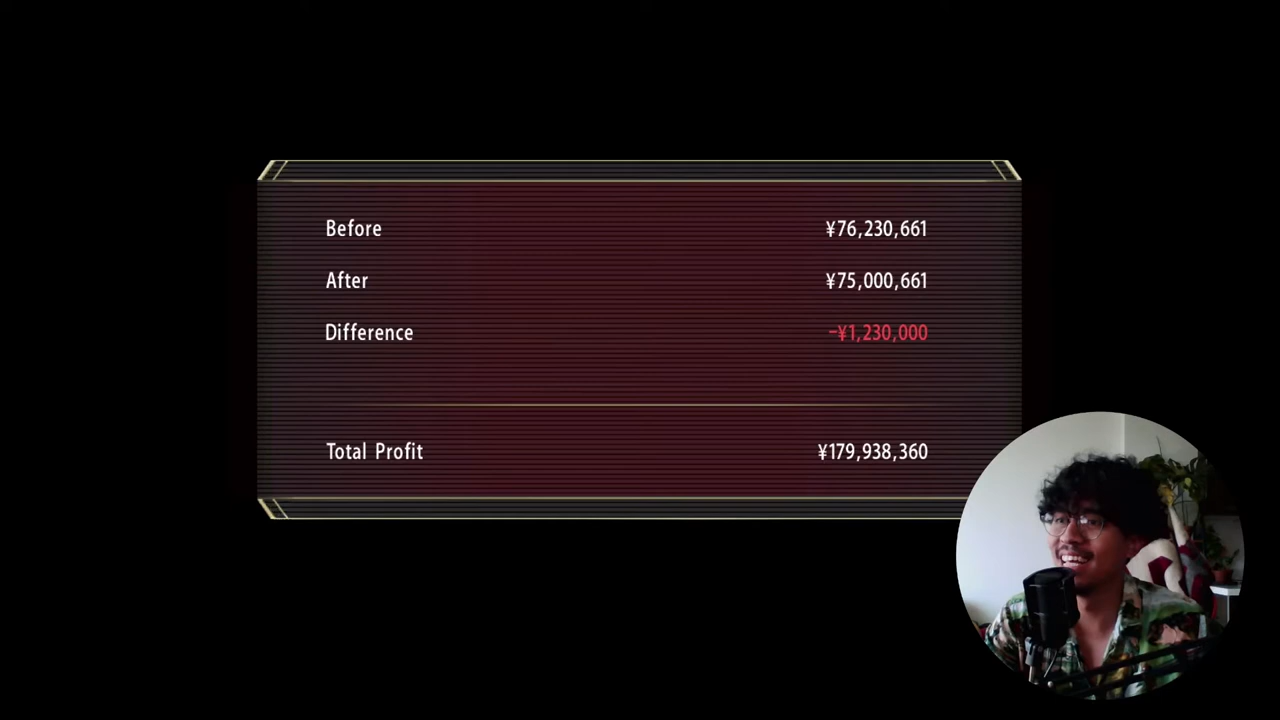 Before ¥76,230,661
After ¥75,000,661
Difference -¥1,230,000
Total Profit ¥179,938,360